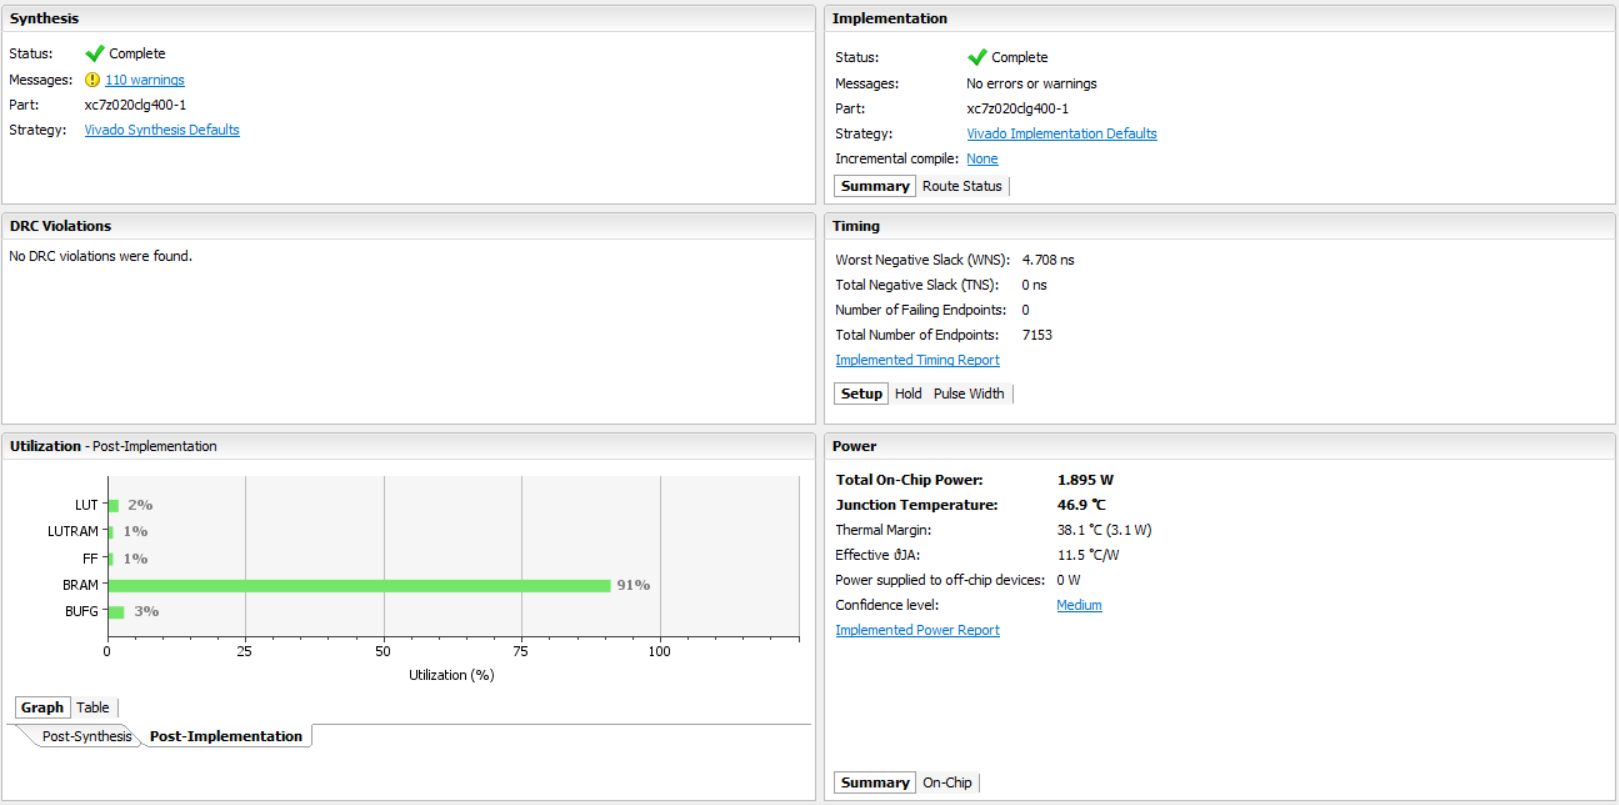 Synthesis
Status: Complete
Messages: 110 warnings
Part: xc7z020clg400-1
Strategy: Vivado Synthesis Defaults
Implementation
Status: Complete
Messages: No errors or warnings
Part: xc7z020clg400-1
Strategy: Vivado Implementation Defaults
Incremental compile: None
Summary Route Status
DRC Violations
No DRC violations were found.
Timing
Worst Negative Slack (WNS): 4.708 ns
Total Negative Slack (TNS): 0 ns
Number of Failing Endpoints: 0
Total Number of Endpoints: 7153
Implemented Timing Report
Setup Hold Pulse Width
Utilization - Post-Implementation
LUT 2%
LUTRAM 1%
FF 1%
BRAM 91%
BUFG 3%
0 25 50 75 100
Utilization (%)
Graph Table
Post-Synthesis Post-Implementation
Power
Total On-Chip Power: 1.895 W
Junction Temperature: 46.9 °C
Thermal Margin: 38.1 °C (3.1 W)
Effective ϑJA: 11.5 °C/W
Power supplied to off-chip devices: 0 W
Confidence level: Medium
Implemented Power Report
Summary On-Chip